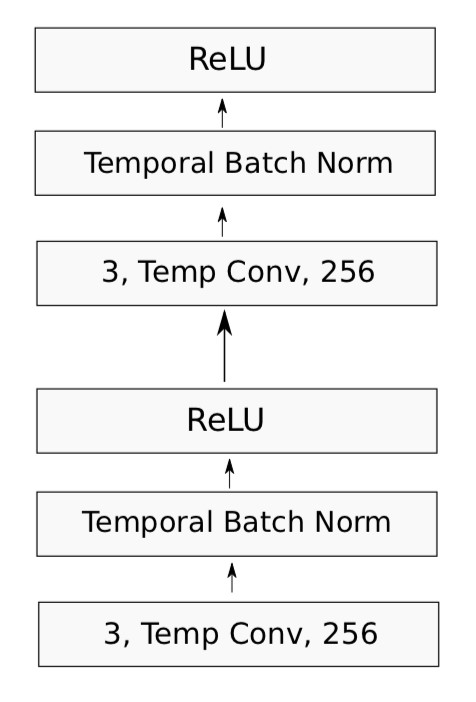 ReLU
Temporal Batch Norm
3, Temp Conv, 256
ReLU
Temporal Batch Norm
3, Temp Conv, 256